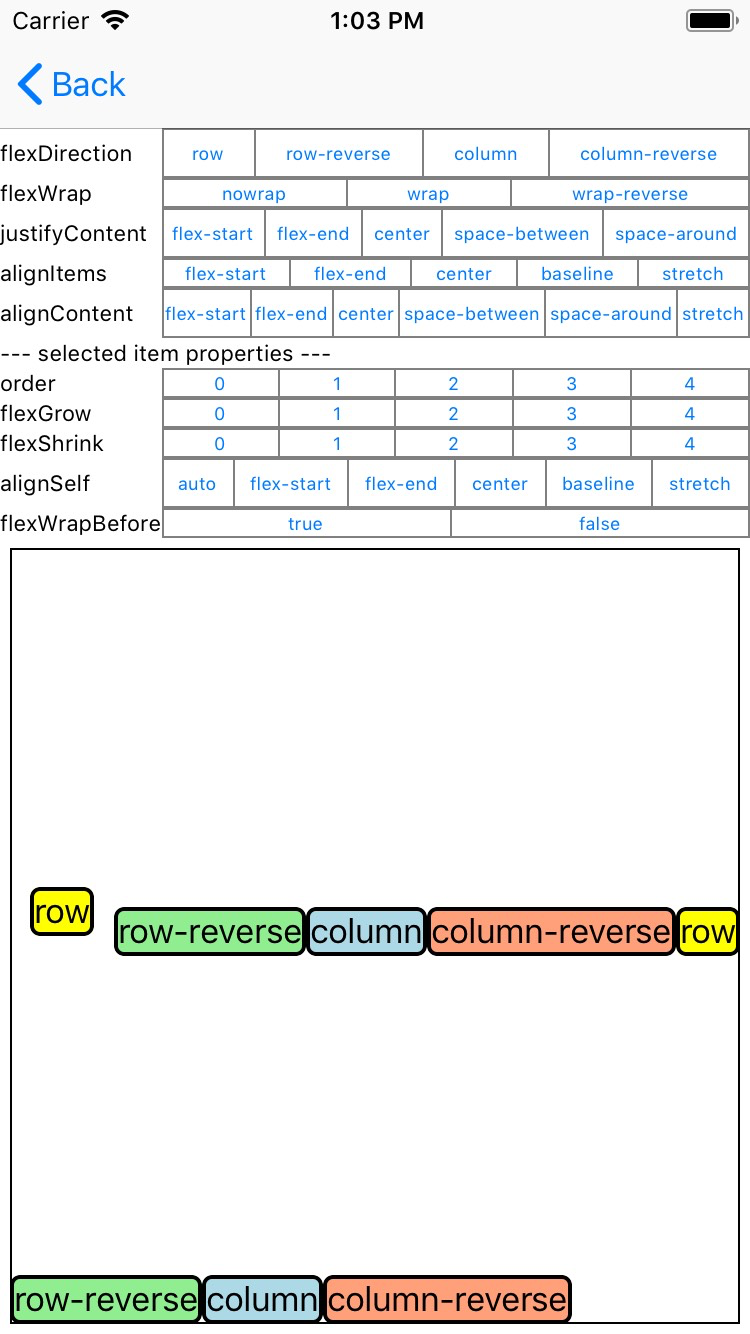 Carrier 1:03 PM
Back
flexDirection row row-reverse column column-reverse
flexWrap nowrap wrap wrap-reverse
justifyContent flex-start flex-end center space-between space-around
alignItems flex-start flex-end center baseline stretch
alignContent flex-start flex-end center space-between space-around stretch
--- selected item properties ---
order 0 1 2 3 4
flexGrow 0 1 2 3 4
flexShrink 0 1 2 3 4
alignSelf auto flex-start flex-end center baseline stretch
flexWrapBefore true false
row
row-reverse column column-reverse row
row-reverse column column-reverse